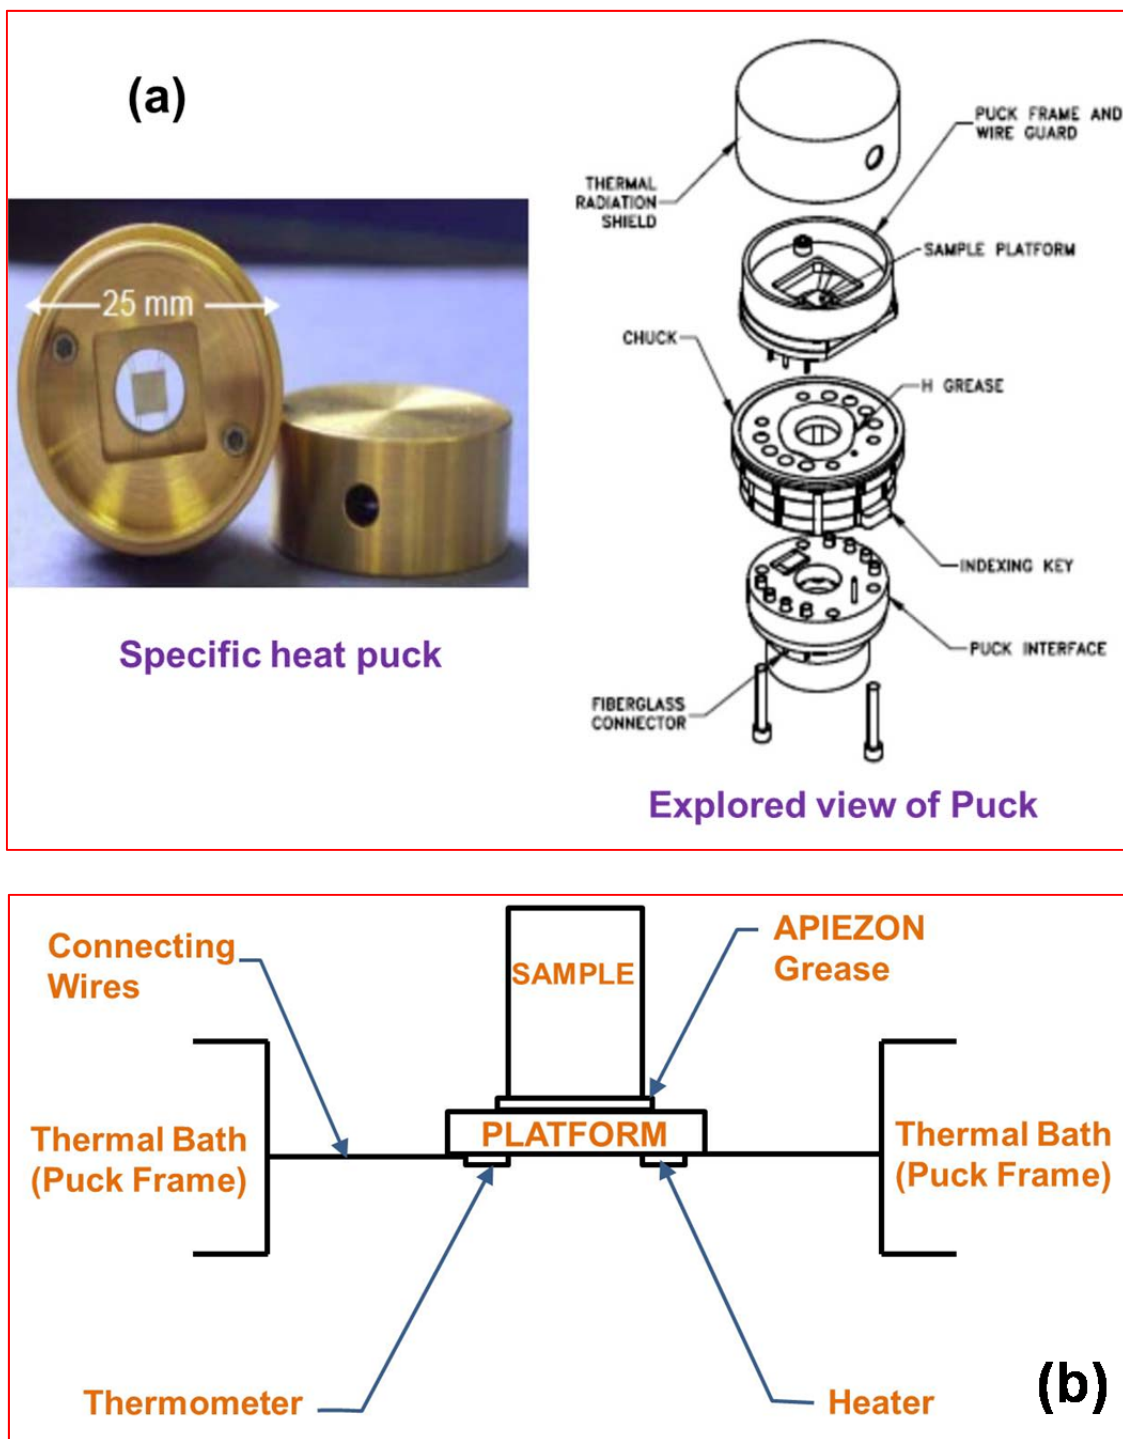 (a)
25 mm
Specific heat puck
THERMAL
RADIATION
SHIELD
PUCK FRAME AND
WIRE GUARD
SAMPLE PLATFORM
CHUCK
H GREASE
INDEXING KEY
PUCK INTERFACE
FIBERGLASS
CONNECTOR
Explored view of Puck
Connecting
Wires
SAMPLE
APIEZON
Grease
Thermal Bath
(Puck Frame)
PLATFORM
Thermal Bath
(Puck Frame)
Thermometer
Heater
(b)